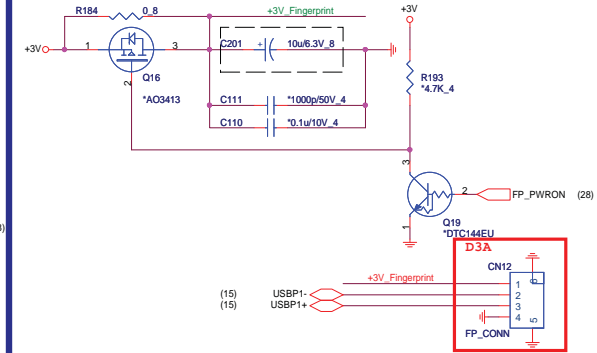 R184 0_8 +3V_Fingerprint +3V
+3V 1 3 C201 + 10u/6.3V_8
Q16 R193
2 *AO3413 *4.7K_4
C111 *1000p/50V_4
C110 *0.1u/10V_4
3
2 FP_PWRON (28)
1 Q19
*DTC144EU
D3A
CN12
+3V_Fingerprint 1 6
(15) USBP1- 2
(15) USBP1+ 3
4 5
FP_CONN